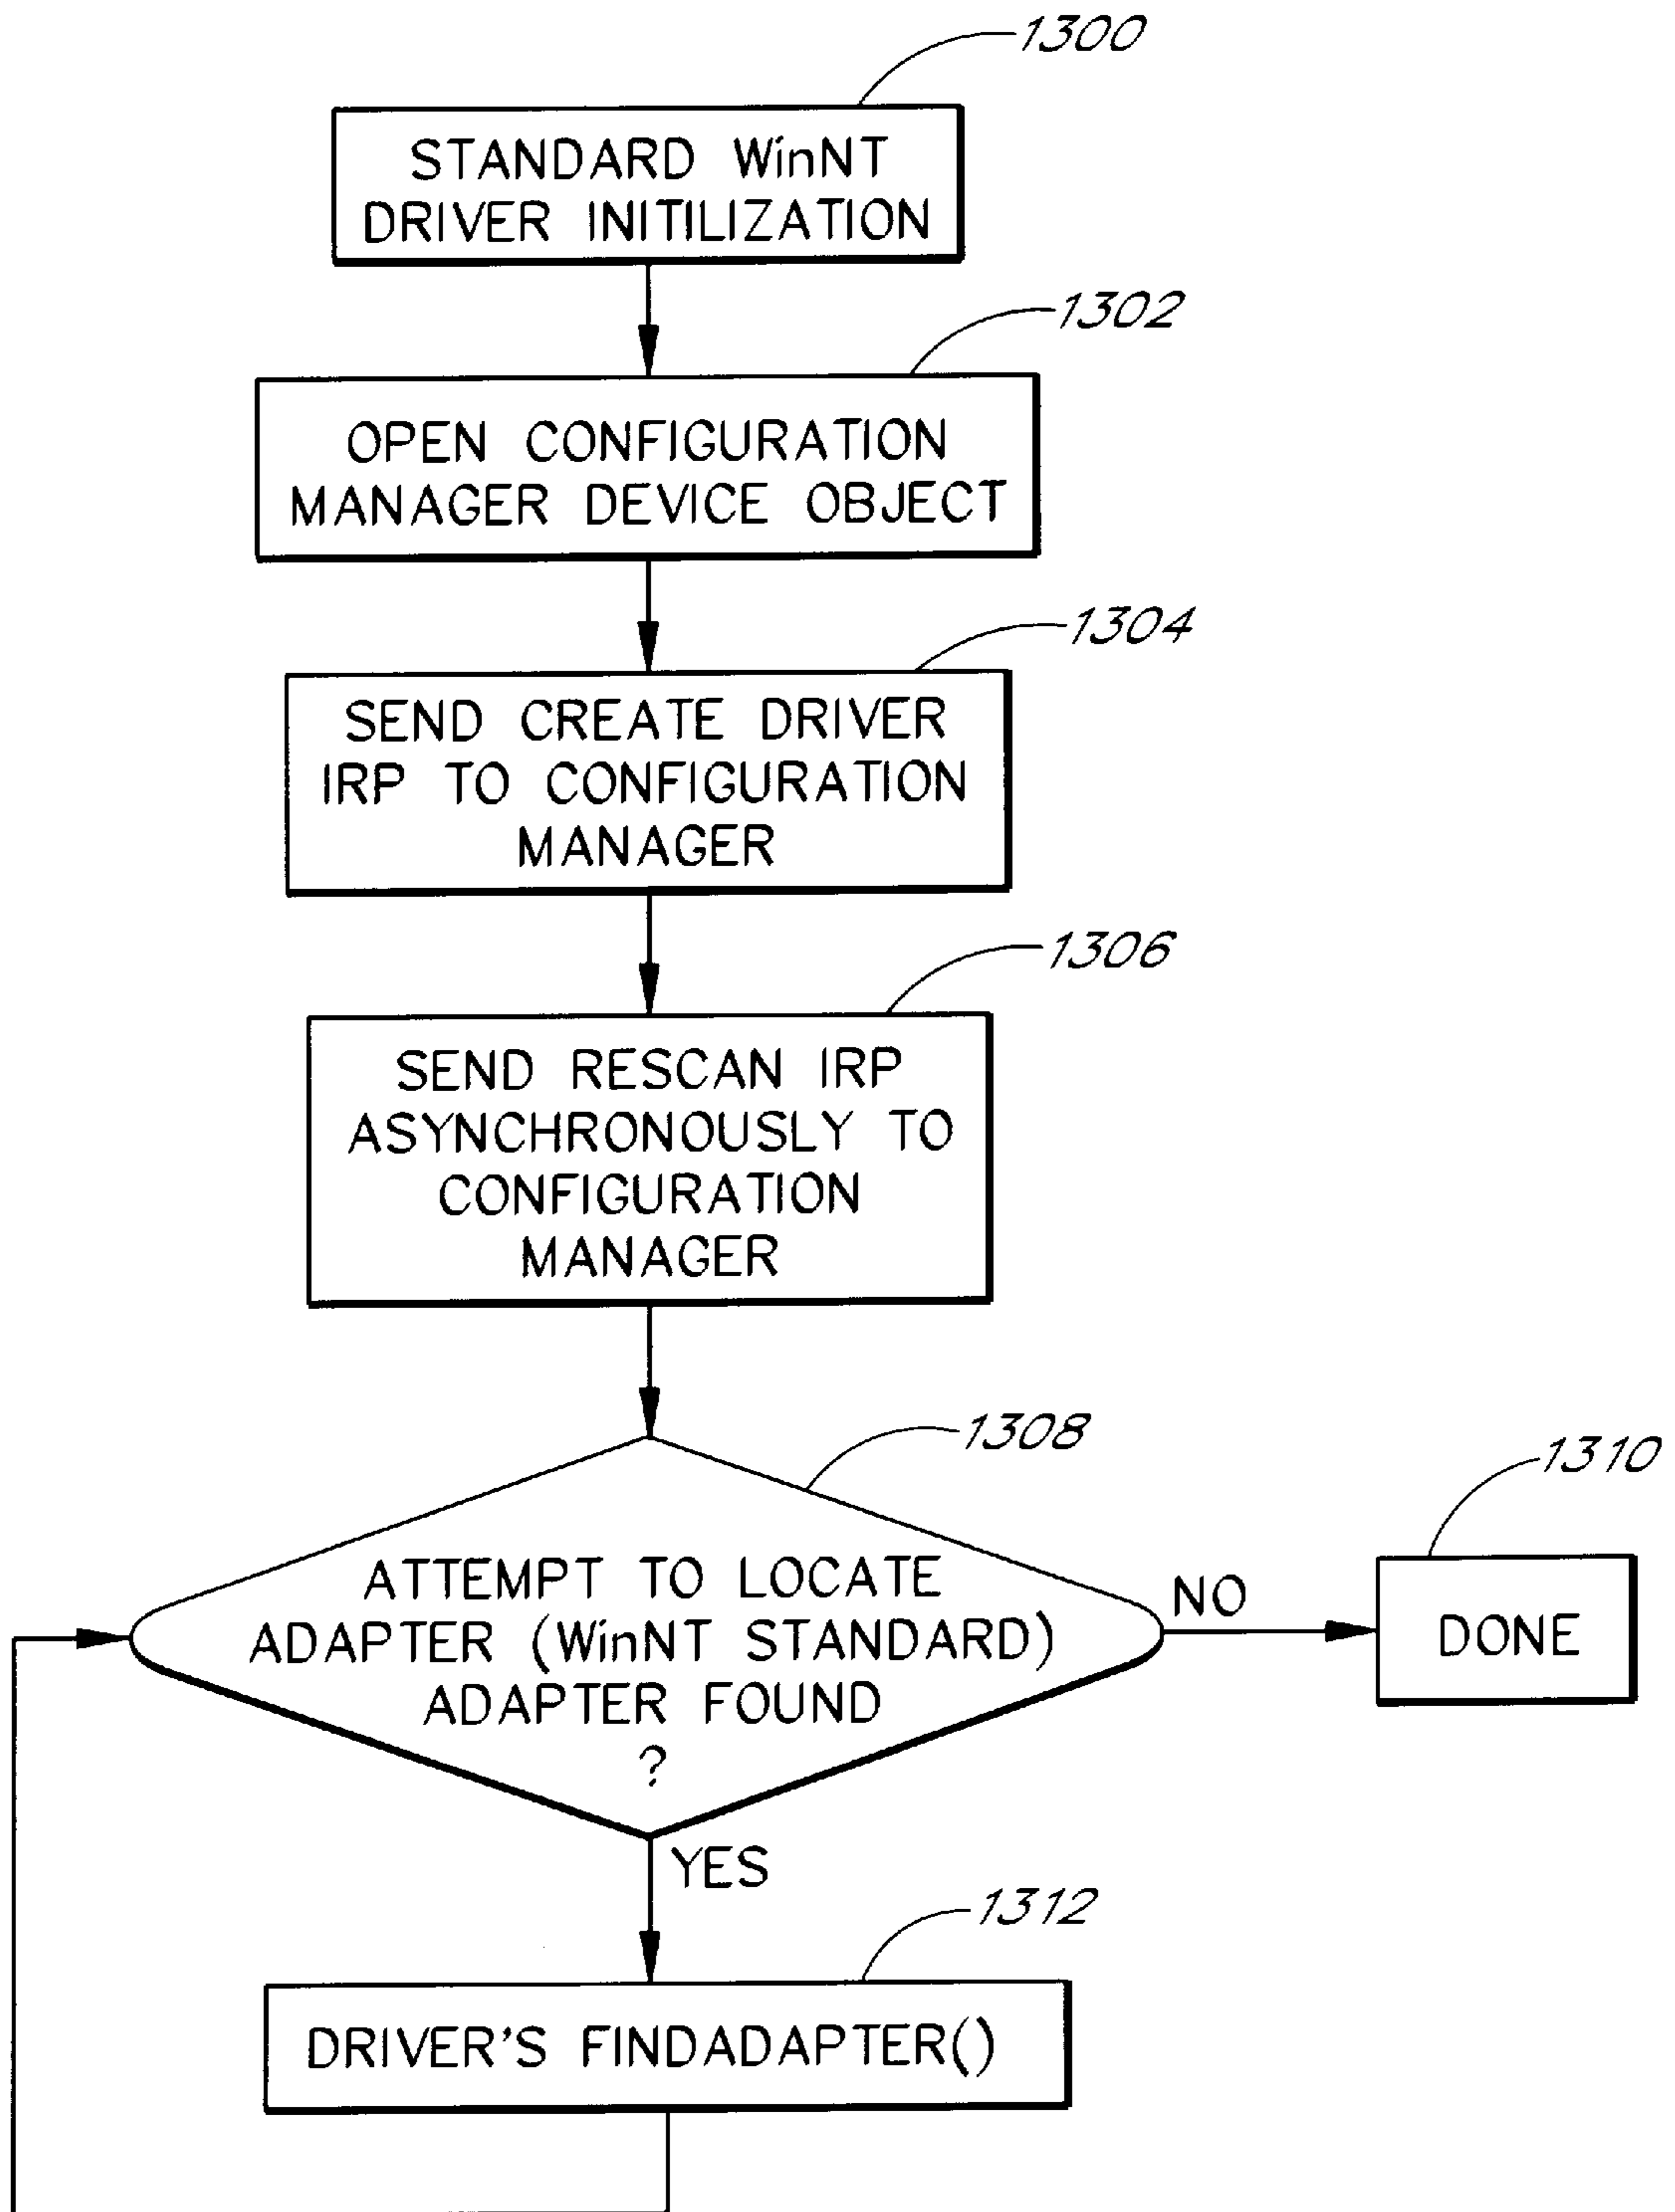 1300
STANDARD WinNT
DRIVER INITILIZATION
1302
OPEN CONFIGURATION
MANAGER DEVICE OBJECT
1304
SEND CREATE DRIVER
IRP TO CONFIGURATION
MANAGER
1306
SEND RESCAN IRP
ASYNCHRONOUSLY TO
CONFIGURATION
MANAGER
1308
ATTEMPT TO LOCATE
ADAPTER (WinNT STANDARD)
ADAPTER FOUND
?
NO
1310
DONE
YES
1312
DRIVER'S FINDADAPTER()